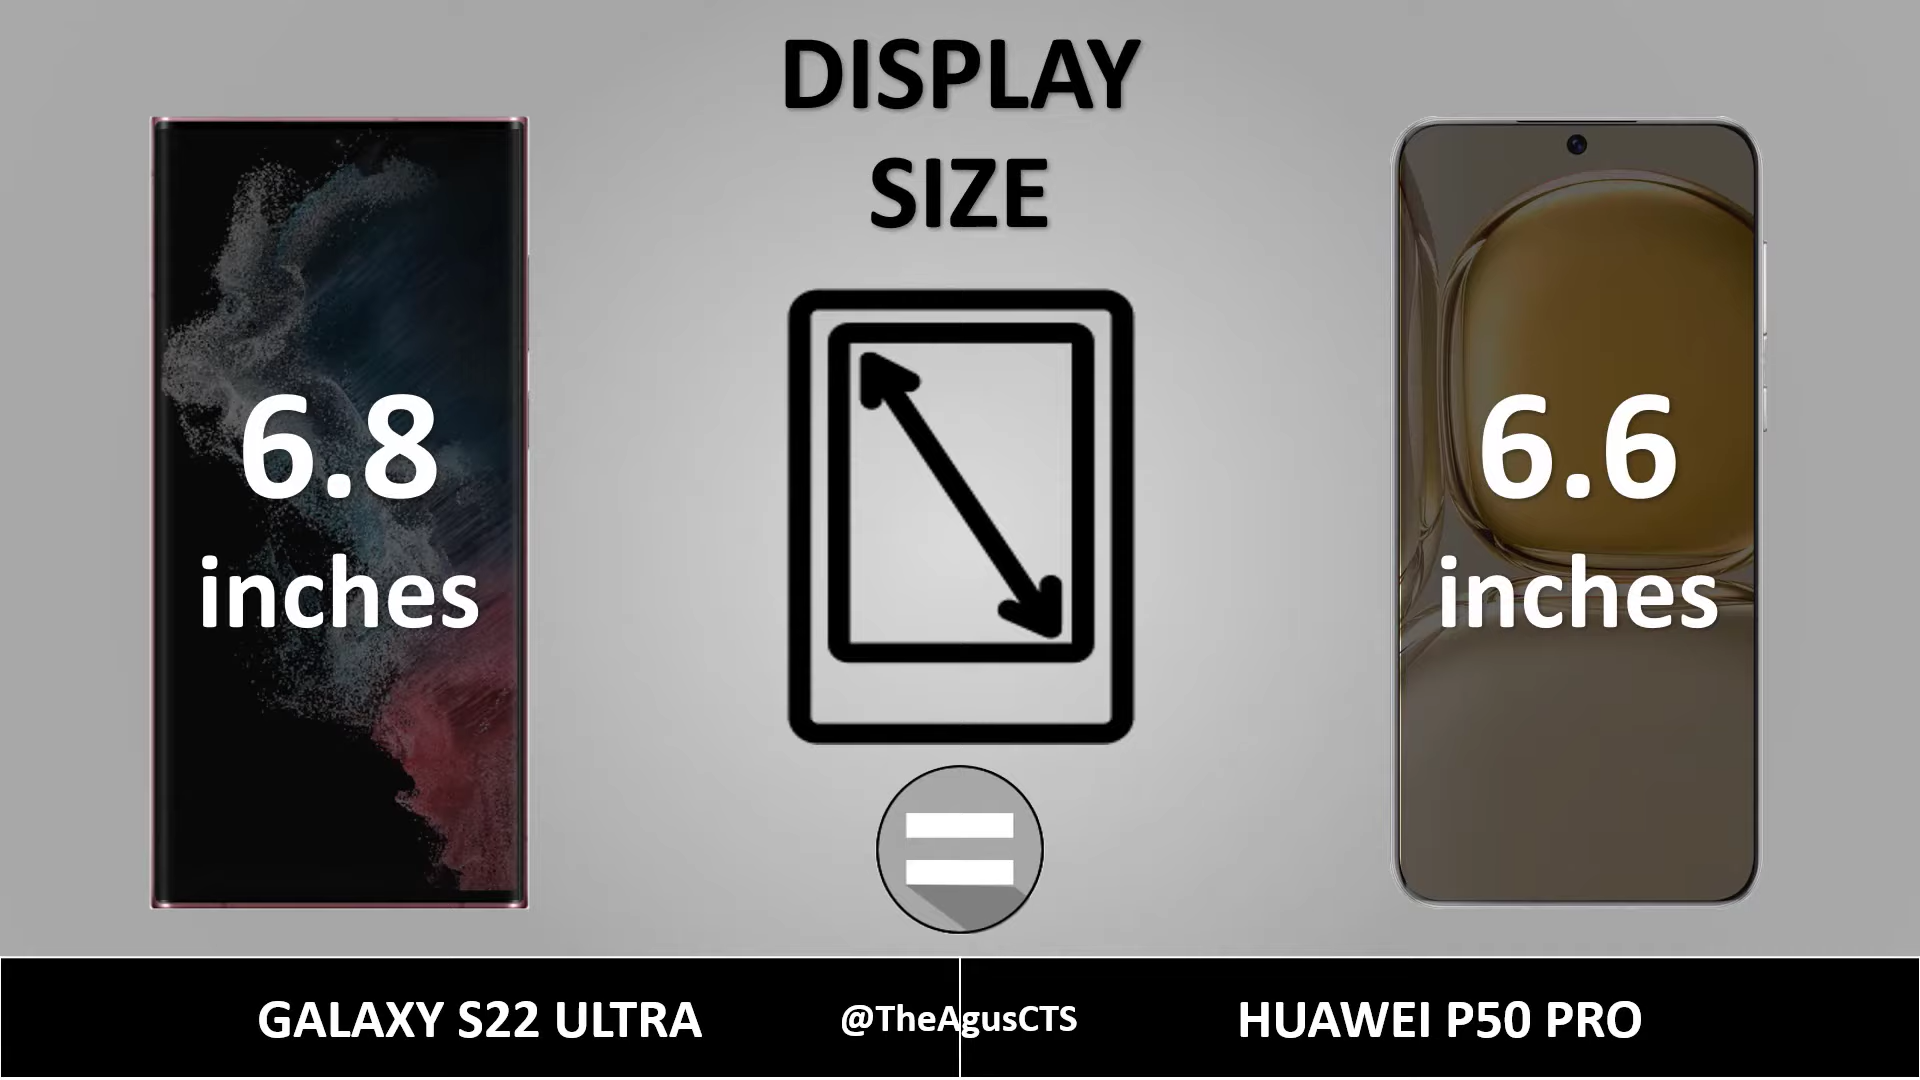 DISPLAY
SIZE
6.8
inches
6.6
inches
GALAXY S22 ULTRA
@TheAgusCTS
HUAWEI P50 PRO